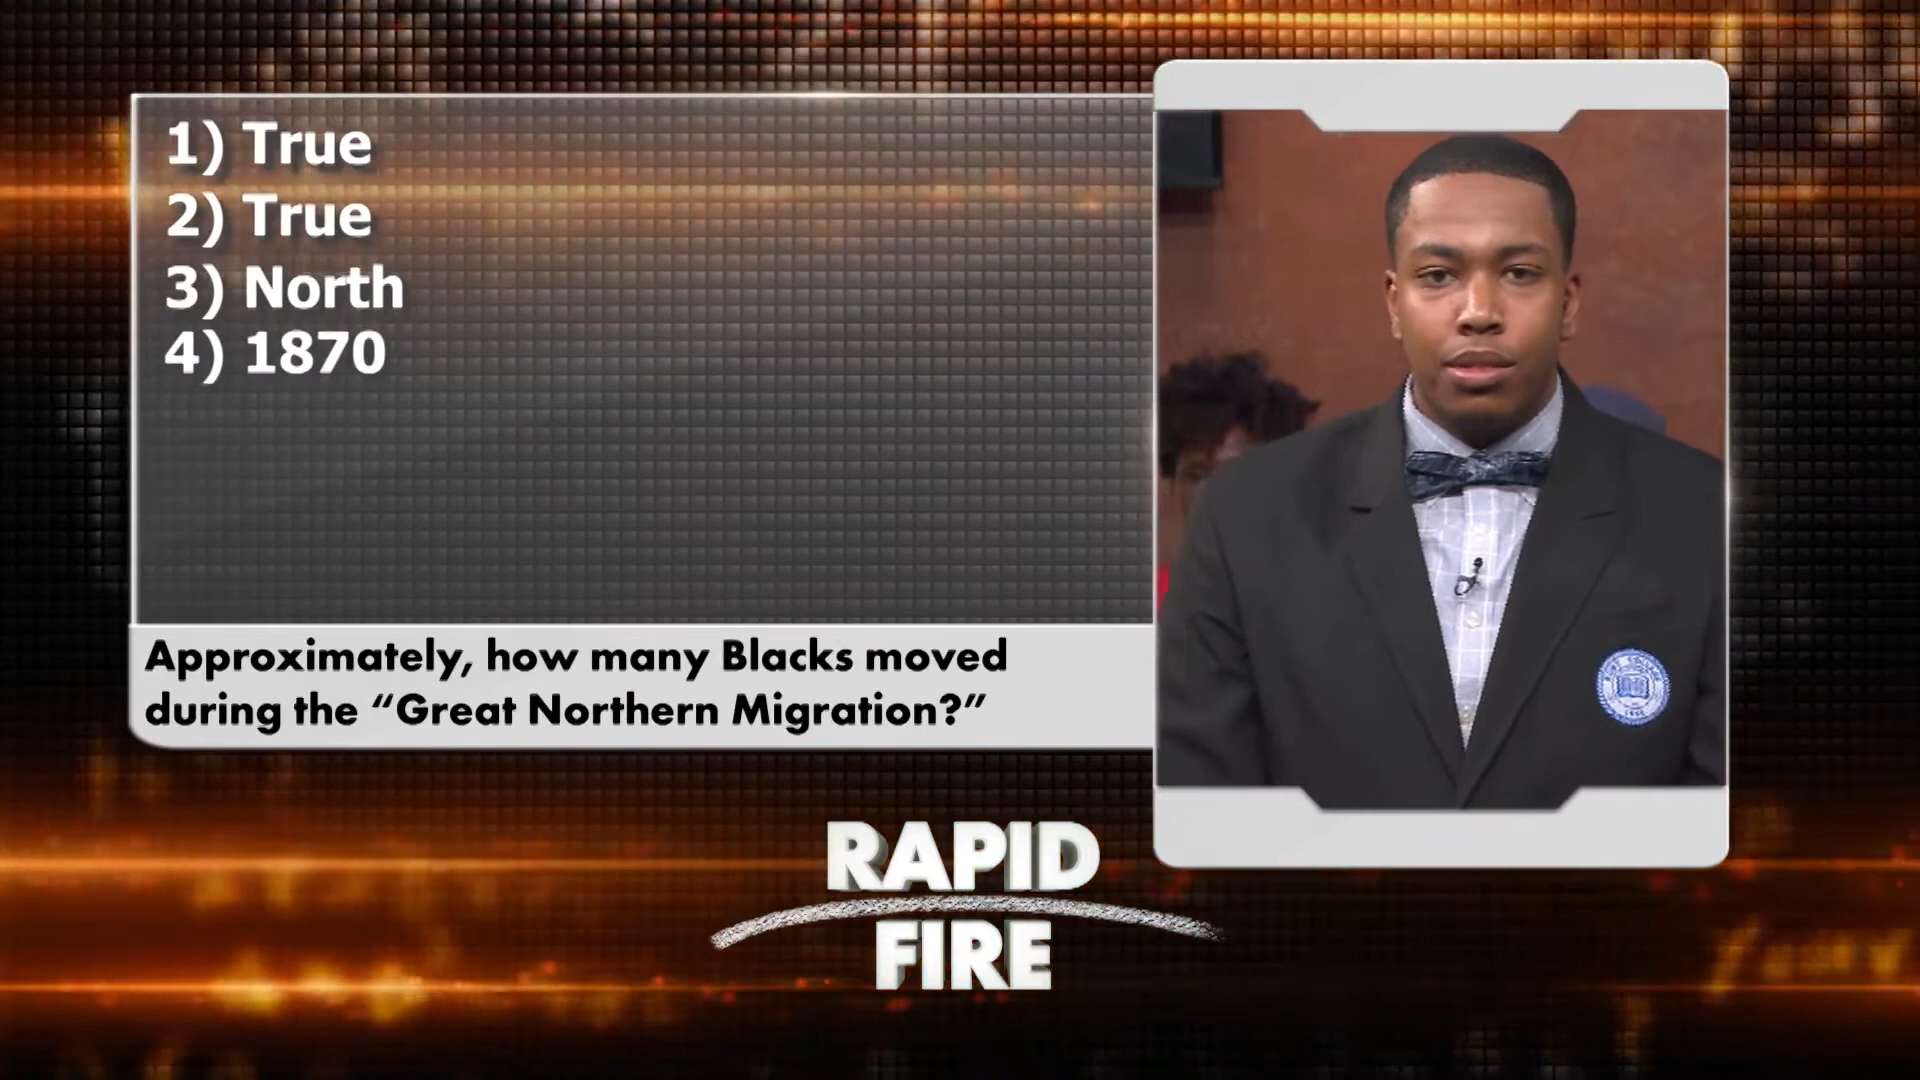 1) True
2) True
3) North
4) 1870
Approximately, how many Blacks moved
during the “Great Northern Migration?”
RAPID
FIRE